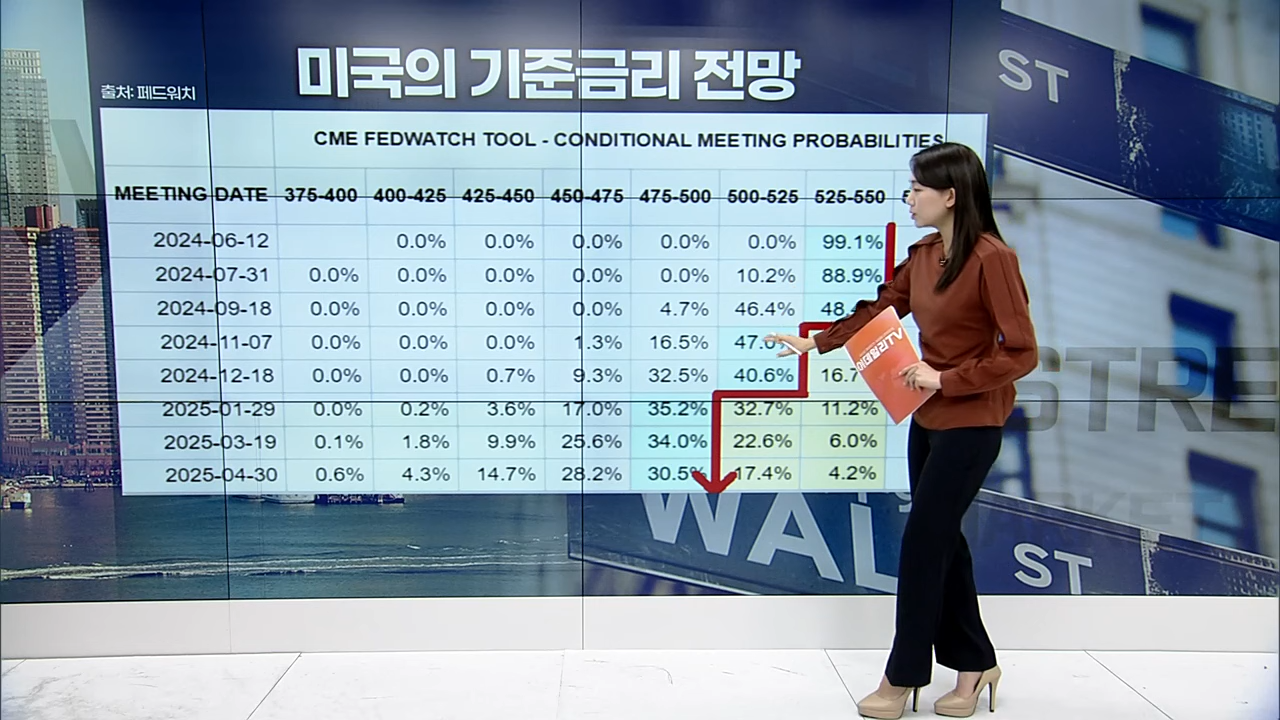 미국의 기준금리 전망
출처: 페드워치
CME FEDWATCH TOOL - CONDITIONAL MEETING PROBABILITIES
MEETING DATE 375-400 400-425 425-450 450-475 475-500 500-525 525-550
2024-06-12 0.0% 0.0% 0.0% 0.0% 0.0% 99.1%
2024-07-31 0.0% 0.0% 0.0% 0.0% 0.0% 10.2% 88.9%
2024-09-18 0.0% 0.0% 0.0% 0.0% 4.7% 46.4%
2024-11-07 0.0% 0.0% 0.0% 1.3% 16.5%
2024-12-18 0.0% 0.0% 0.7% 9.3% 32.5% 40.6%
2025-01-29 0.0% 0.2% 3.6% 17.0% 35.2% 32.7% 11.2%
2025-03-19 0.1% 1.8% 9.9% 25.6% 34.0% 22.6% 6.0%
2025-04-30 0.6% 4.3% 14.7% 28.2% 30.5% 17.4% 4.2%
이데일리TV
ST
WAL
ST